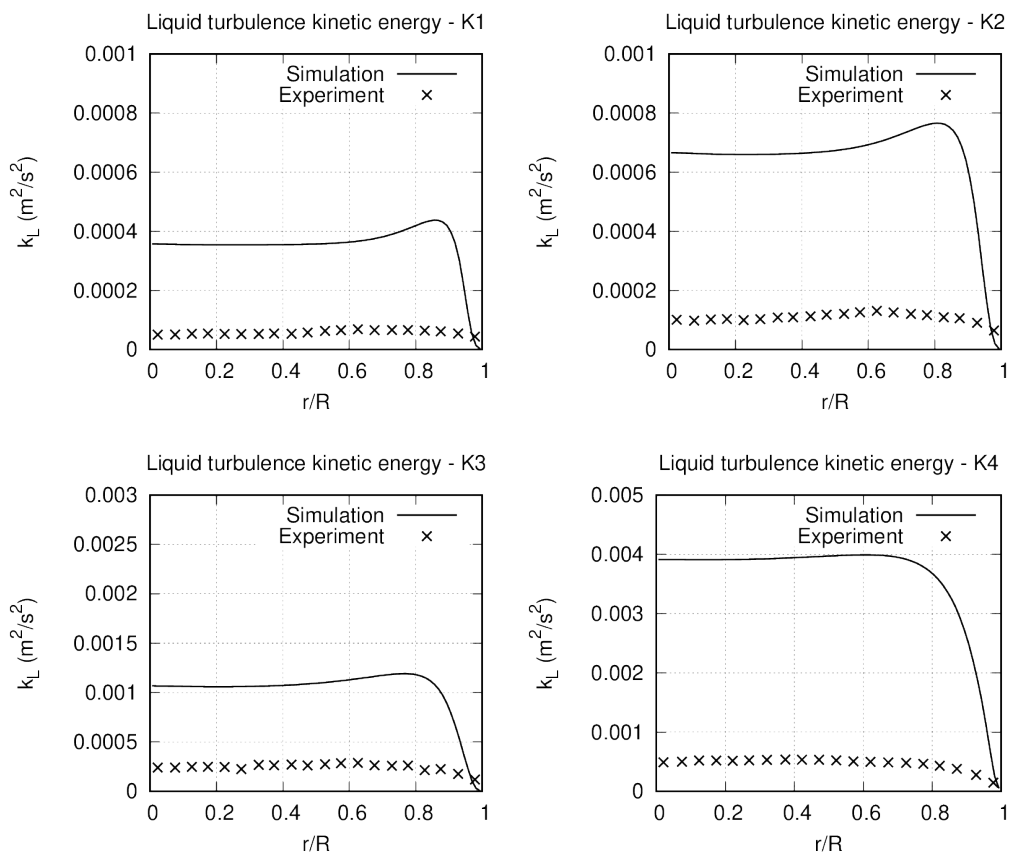 Liquid turbulence kinetic energy - K1
0.001
0.0008
0.0006
0.0004
0.0002
0
k_L (m^2/s^2)
Simulation
Experiment
0 0.2 0.4 0.6 0.8 1
r/R
Liquid turbulence kinetic energy - K2
0.001
0.0008
0.0006
0.0004
0.0002
0
k_L (m^2/s^2)
Simulation
Experiment
0 0.2 0.4 0.6 0.8 1
r/R
Liquid turbulence kinetic energy - K3
0.003
0.0025
0.002
0.0015
0.001
0.0005
0
k_L (m^2/s^2)
Simulation
Experiment
0 0.2 0.4 0.6 0.8 1
r/R
Liquid turbulence kinetic energy - K4
0.005
0.004
0.003
0.002
0.001
0
k_L (m^2/s^2)
Simulation
Experiment
0 0.2 0.4 0.6 0.8 1
r/R